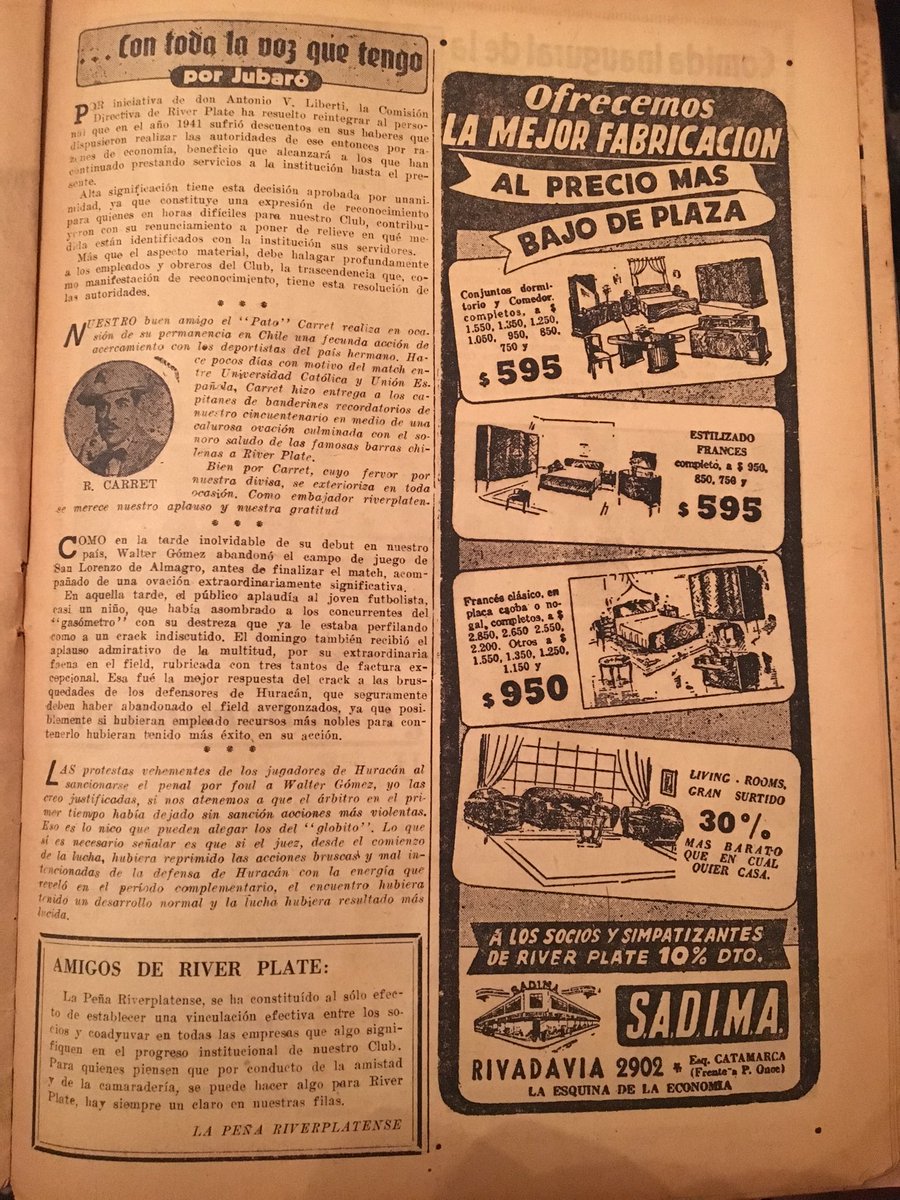 ...Con toda la voz que tengo
por Jubaró
POR iniciativa de don Antonio V. Liberti, la Comisión
Directiva de River Plate ha resuelto reintegrar al perso-
nal que en el año 1941 sufrió descuentos en sus haberes que
dispusieron realizar las autoridades de ese entonces por ra-
zones de economía, beneficio que alcanzará a los que han
continuado prestando servicios a la institución hasta el pre-
sente.
Alta significación tiene esta decisión aprobada por unani-
midad, ya que constituye una expresión de reconocimiento
para quienes en horas difíciles para nuestro Club, contribu-
yeron con su renunciamiento a poner de relieve en qué me-
dida están identificados con la institución sus servidores.
Más que el aspecto material, debe halagar profundamente
a los empleados y obreros del Club, la trascendencia que, co-
mo manifestación de reconocimiento, tiene esta resolución de
las autoridades.
* * *
NUESTRO buen amigo el "Pato" Carret realiza en oca-
sión de su permanencia en Chile una fecunda acción de
acercamiento con los deportistas del país hermano. Ha-
ce pocos días con motivo del match en-
tre Universidad Católica y Unión Es-
pañola, Carret hizo entrega a los ca-
pitanes de banderines recordatorios de
nuestro cincuentenario en medio de una
calurosa ovación culminada con el so-
noro saludo de las famosas barras chi-
lenas a River Plate.
Bien por Carret, cuyo fervor por
nuestra divisa, se exterioriza en toda
ocasión. Como embajador riverplaten-
se merece nuestro aplauso y nuestra gratitud
R. CARRET
* * *
COMO en la tarde inolvidable de su debut en nuestro
país, Walter Gómez abandonó el campo de juego de
San Lorenzo de Almagro, antes de finalizar el match, acom-
pañado de una ovación extraordinariamente significativa.
En aquella tarde, el público aplaudía al joven futbolista,
casi un niño, que había asombrado a los concurrentes del
"gasómetro" con su destreza que ya le estaba perfilando
como a un crack indiscutido. El domingo también recibió el
aplauso admirativo de la multitud, por su extraordinaria
faena en el field, rubricada con tres tantos de factura ex-
cepcional. Esa fué la mejor respuesta del crack a las brus-
quedades de los defensores de Huracán, que seguramente
deben haber abandonado el field avergonzados, ya que posi-
blemente si hubieran empleado recursos más nobles para con-
tenerlo hubieran tenido más éxito en su acción.
* * *
LAS protestas vehementes de los jugadores de Huracán al
sancionarse el penal por foul a Walter Gómez, yo las
creo justificadas, si nos atenemos a que el árbitro en el pri-
mer tiempo había dejado sin sanción acciones más violentas.
Eso es lo nico que pueden alegar los del "globito". Lo que
si es necesario señalar es que si el juez, desde el comienzo
de la lucha, hubiera reprimido las acciones bruscas y mal in-
tencionadas de la defensa de Huracán con la energía que
reveló en el período complementario, el encuentro hubiera
tenido un desarrollo normal y la lucha hubiera resultado más
lucida.
AMIGOS DE RIVER PLATE:
La Peña Riverplatense, se ha constituído al sólo efec-
to de establecer una vinculación efectiva entre los so-
cios y coadyuvar en todas las empresas que algo signi-
fiquen en el progreso institucional de nuestro Club.
Para quienes piensen que por conducto de la amistad
y de la camaradería, se puede hacer algo para River
Plate, hay siempre un claro en nuestras filas.
LA PEÑA RIVERPLATENSE
Ofrecemos
LA MEJOR FABRICACION
AL PRECIO MAS
BAJO DE PLAZA
Conjuntos dormi-
torio y Comedor,
completos, a $
1.550, 1.350, 1.250,
1.050, 950, 850,
750 y
$ 595
ESTILIZADO
FRANCES
completo, a $ 950,
850, 750 y
$ 595
Francés clásico, en
placa caoba o no-
gal, completos, a $
2.850, 2.650 2.550,
2.200. Otros a $
1.550, 1.350, 1.250,
1.150 y
$ 950
LIVING-ROOMS,
GRAN SURTIDO
30%
MAS BARATO
QUE EN CUAL
QUIER CASA.
A LOS SOCIOS Y SIMPATIZANTES
DE RIVER PLATE 10% DTO.
SADIMA
S.A.D.I.M.A.
RIVADAVIA 2902 * Esq. CATAMARCA
(Frente a P. Once)
LA ESQUINA DE LA ECONOMIA